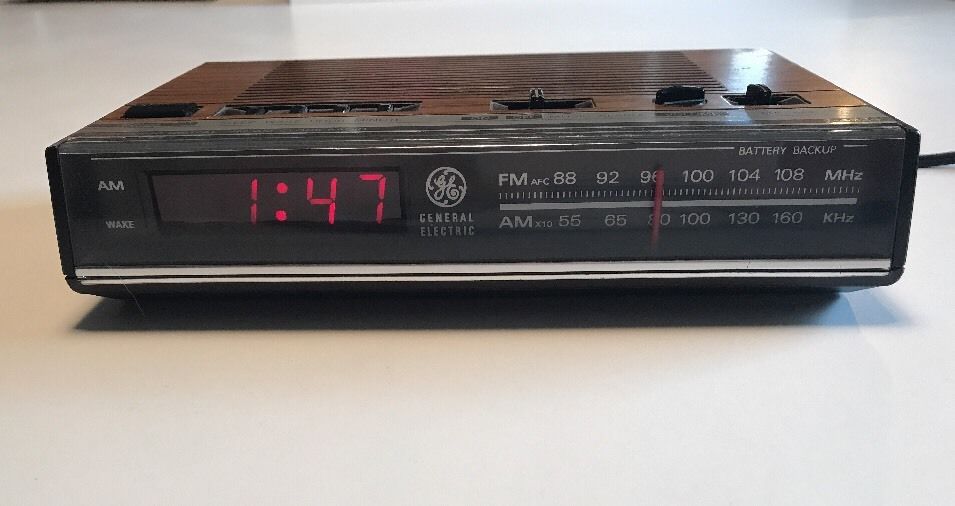 BATTERY BACKUP
AM
WAKE
1:47
GE
GENERAL
ELECTRIC
FM AFC 88 92 96 100 104 108 MHz
AM X10 55 65 80 100 130 160 KHz